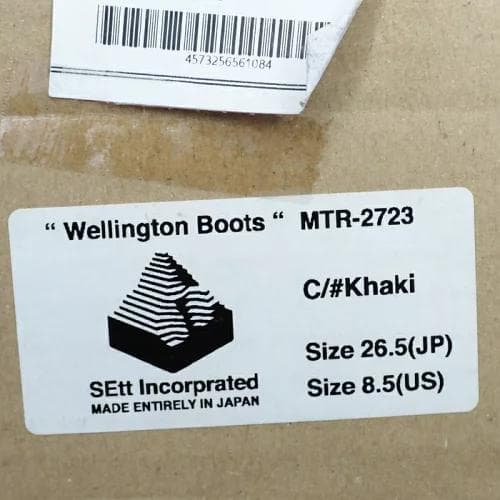 4573256561084
“ Wellington Boots “ MTR-2723
C/#Khaki
Size 26.5(JP)
Size 8.5(US)
SEtt Incorprated
MADE ENTIRELY IN JAPAN